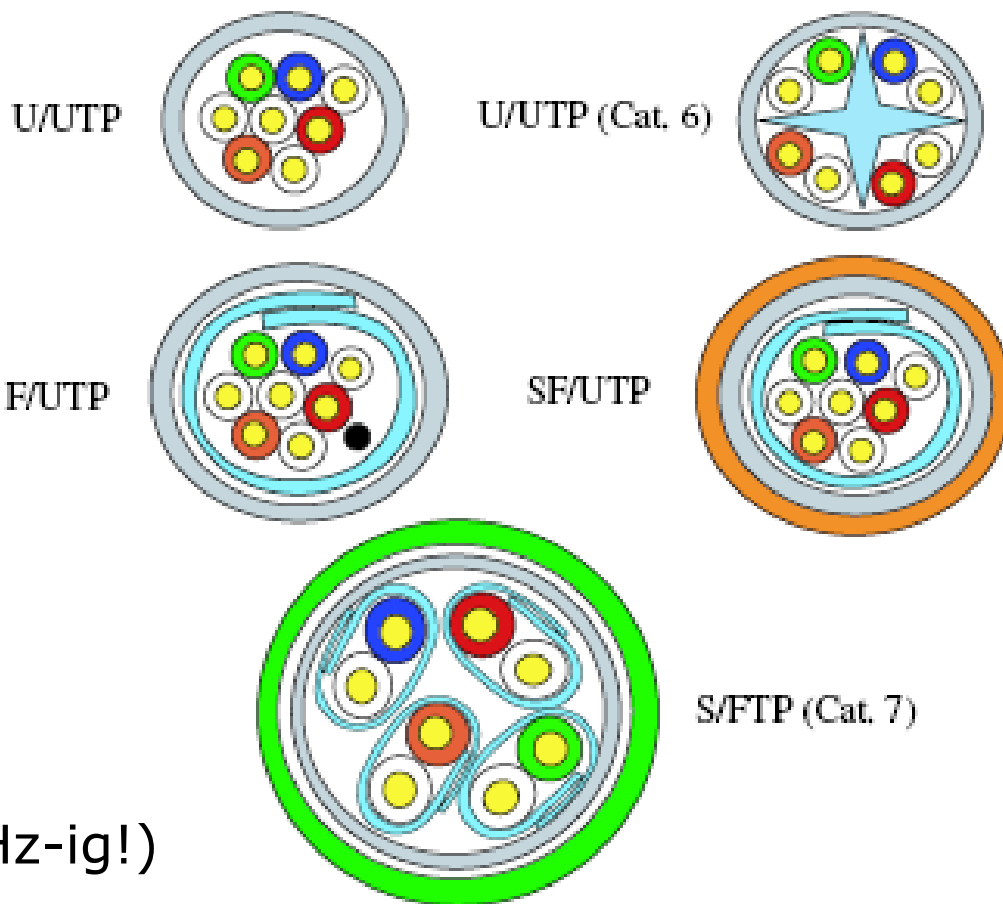 U/UTP
U/UTP (Cat. 6)
F/UTP
SF/UTP
S/FTP (Cat. 7)
Hz-ig!)